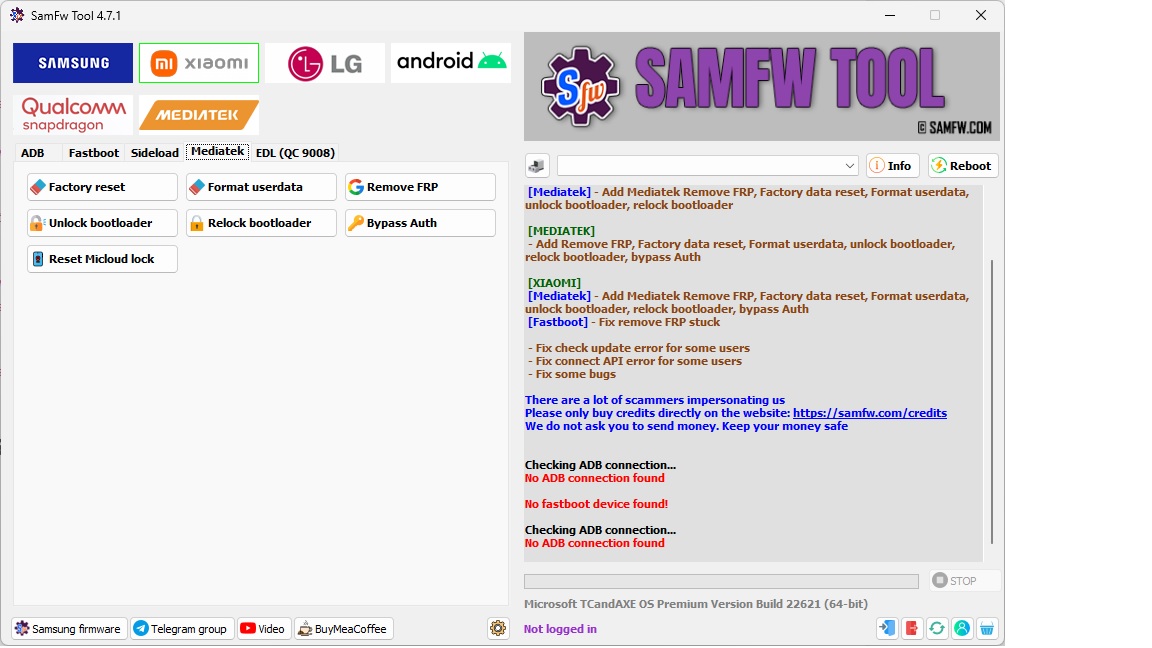 SamFw Tool 4.7.1
SAMSUNG
mi xiaomi
LG
android
Qualcomm
snapdragon
MEDIATEK
Sfw
SAMFW TOOL
© SAMFW.COM
ADB Fastboot Sideload Mediatek EDL (QC 9008)
Factory reset Format userdata Remove FRP
Unlock bootloader Relock bootloader Bypass Auth
Reset Micloud lock
Info
Reboot
[Mediatek] - Add Mediatek Remove FRP, Factory data reset, Format userdata,
unlock bootloader, relock bootloader
[MEDIATEK]
- Add Remove FRP, Factory data reset, Format userdata, unlock bootloader,
relock bootloader, bypass Auth
[XIAOMI]
[Mediatek] - Add Mediatek Remove FRP, Factory data reset, Format userdata,
unlock bootloader, relock bootloader, bypass Auth
[Fastboot] - Fix remove FRP stuck
- Fix check update error for some users
- Fix connect API error for some users
- Fix some bugs
There are a lot of scammers impersonating us
Please only buy credits directly on the website: https://samfw.com/credits
We do not ask you to send money. Keep your money safe
Checking ADB connection...
No ADB connection found
No fastboot device found!
Checking ADB connection...
No ADB connection found
STOP
Microsoft TCandAXE OS Premium Version Build 22621 (64-bit)
Samsung firmware Telegram group Video BuyMeaCoffee
Not logged in